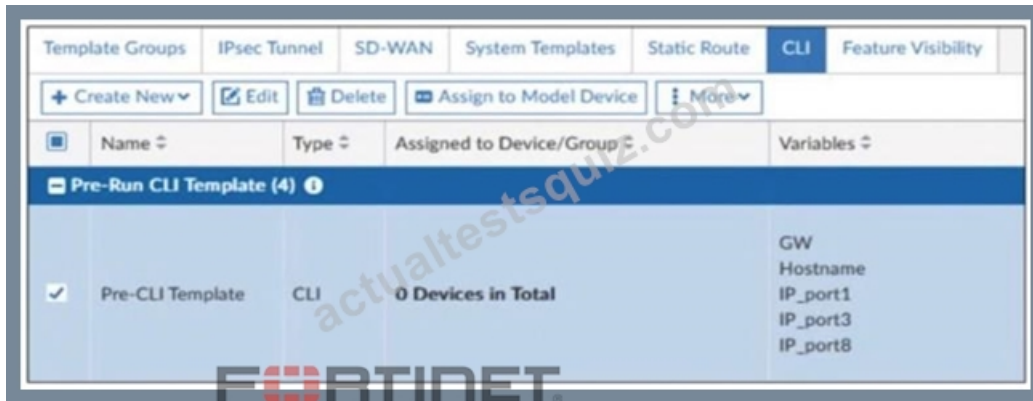 Template Groups IPsec Tunnel SD-WAN System Templates Static Route CLI Feature Visibility
+ Create New Edit Delete Assign to Model Device More
Name Type Assigned to Device/Group Variables
Pre-Run CLI Template (4)
GW
Hostname
Pre-CLI Template CLI 0 Devices in Total IP_port1
IP_port3
IP_port8
actualtestsquiz.com
FORTINET